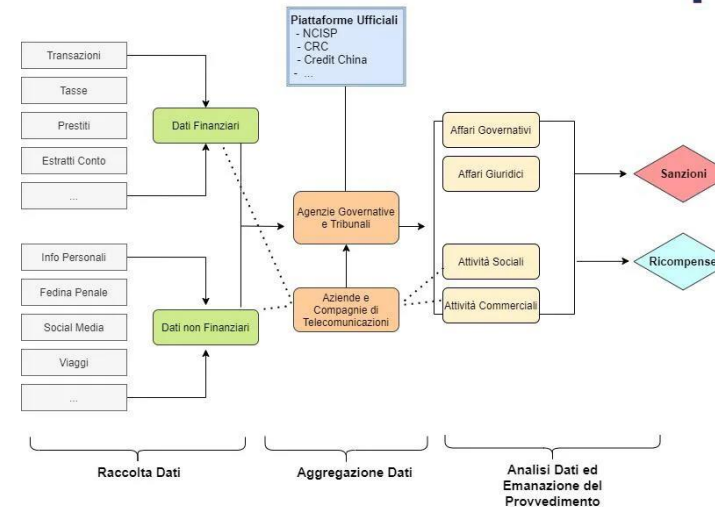 Piattaforme Ufficiali
- NCISP
- CRC
- Credit China
- ...
Transazioni
Tasse
Prestiti
Estratti Conto
...
Dati Finanziari
Info Personali
Fedina Penale
Social Media
Viaggi
...
Dati non Finanziari
Agenzie Governative
e Tribunali
Aziende e
Compagnie di
Telecomunicazioni
Affari Governativi
Affari Giuridici
Attività Sociali
Attività Commerciali
Sanzioni
Ricompense
Raccolta Dati
Aggregazione Dati
Analisi Dati ed
Emanazione del
Provvedimento